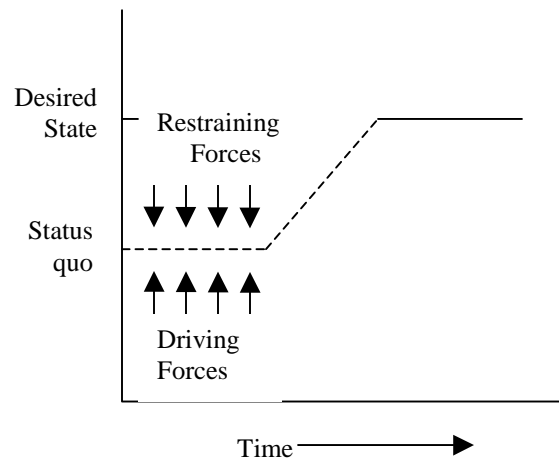 Desired
State
Restraining
Forces
Status
quo
Driving
Forces
Time